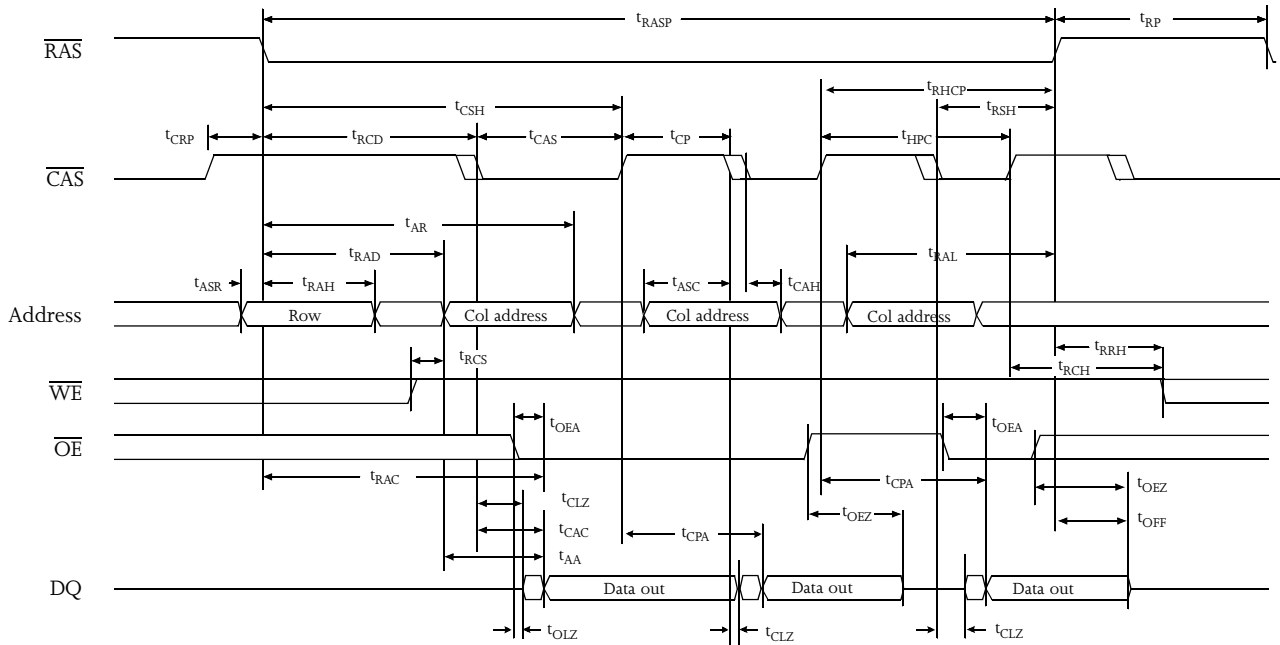 tRASP tRP
RAS
tRHCP
tCSH tRSH
tCRP tRCD tCAS tCP tHPC
CAS
tAR
tRAD tRAL
tASR tRAH tASC tCAH
Address Row Col address Col address Col address
tRRH
tRCS tRCH
WE
tOEA tOEA
OE
tRAC tCPA
tCLZ tOEZ
tOEZ
tCAC tCPA tOFF
tAA
DQ Data out Data out Data out
tOLZ tCLZ tCLZ